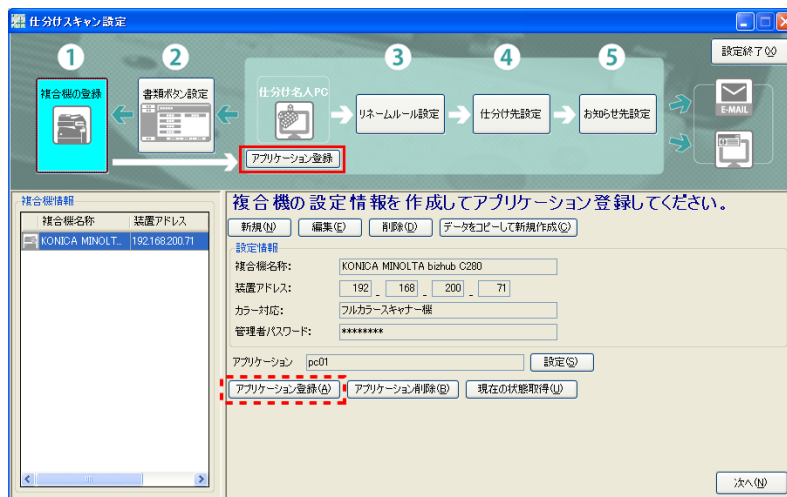 仕分けスキャン設定
設定終了(X)
1
2
3
4
5
複合機の登録
書類ボタン設定
仕分け名人PC
リネームルール設定
仕分け先設定
お知らせ先設定
E-MAIL
アプリケーション登録
複合機情報
複合機名称 装置アドレス
KONICA MINOLT... 192.168.200.71
複合機の設定情報を作成してアプリケーション登録してください。
新規(N) 編集(E) 削除(D) データをコピーして新規作成(C)
設定情報
複合機名称: KONICA MINOLTA bizhub C280
装置アドレス: 192 . 168 . 200 . 71
カラー対応: フルカラースキャナー機
管理者パスワード: ********
アプリケーション pc01 設定(S)
アプリケーション登録(A) アプリケーション削除(B) 現在の状態取得(U)
次へ(N)